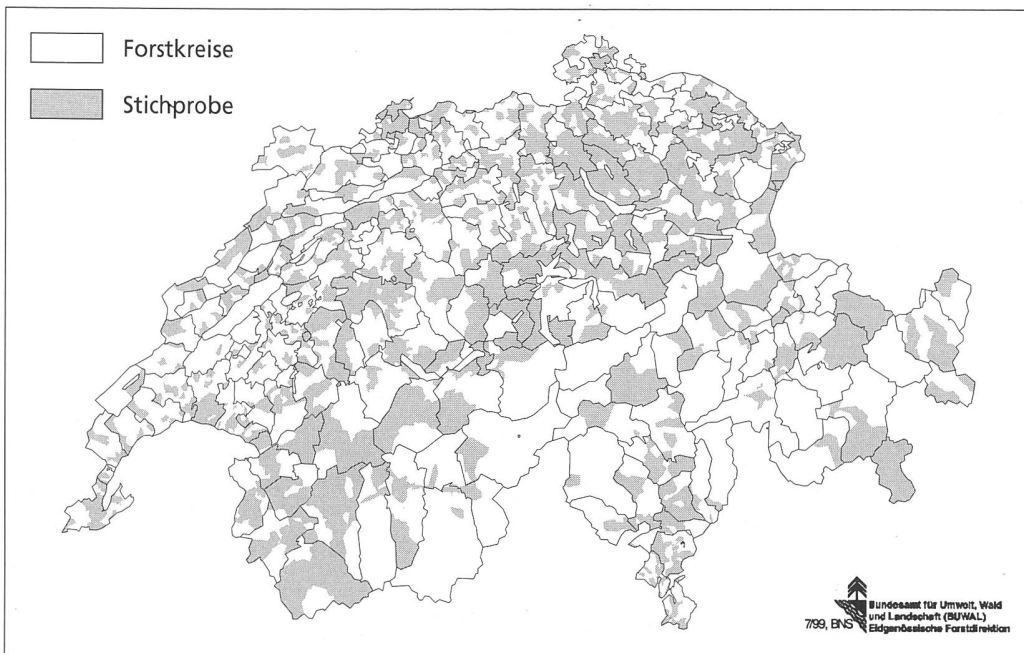 Forstkreise
Stichprobe
7/99, BNS
Bundesamt für Umwelt, Wald
und Landschaft (BUWAL)
Eidgenössische Forstdirektion